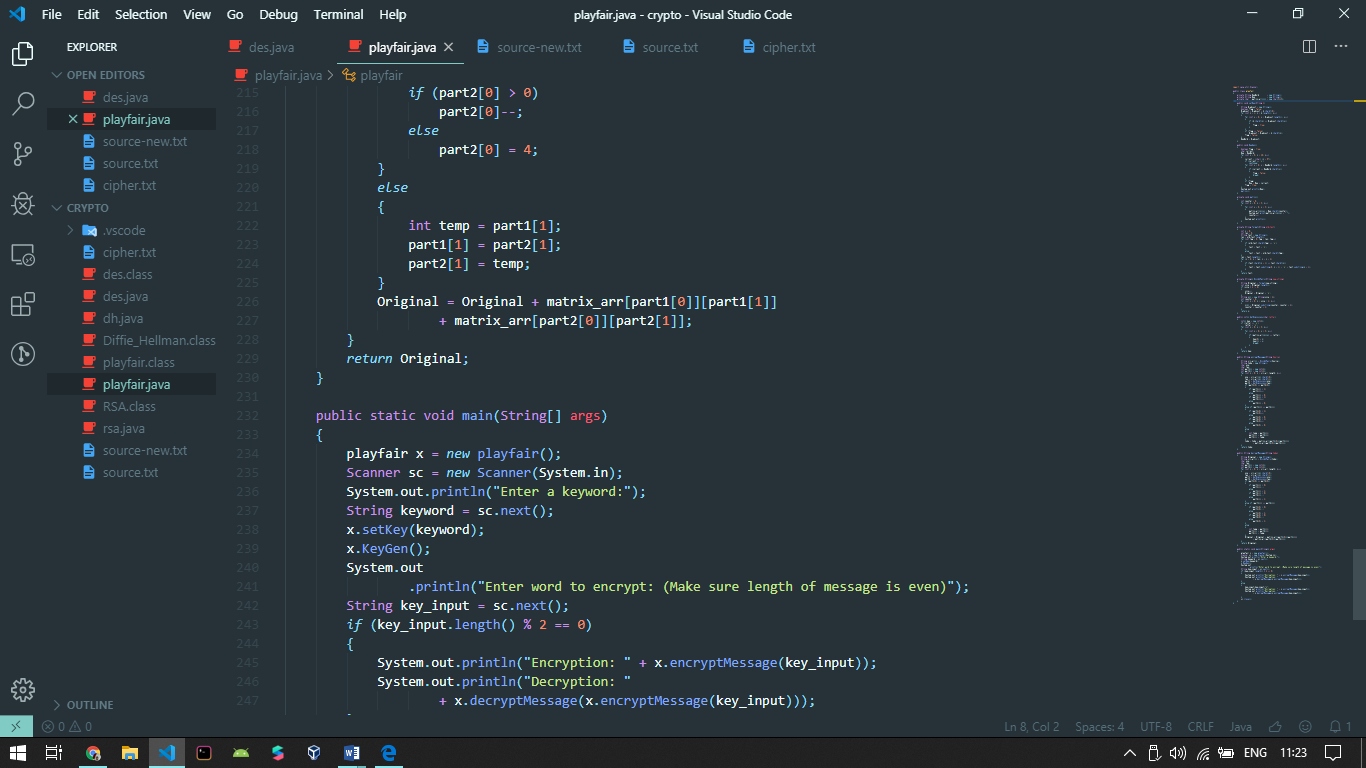 File Edit Selection View Go Debug Terminal Help
playfair.java - crypto - Visual Studio Code
EXPLORER
OPEN EDITORS
des.java
playfair.java
source-new.txt
source.txt
cipher.txt
CRYPTO
.vscode
cipher.txt
des.class
des.java
dh.java
Diffie_Hellman.class
playfair.class
playfair.java
RSA.class
rsa.java
source-new.txt
source.txt
OUTLINE
des.java playfair.java source-new.txt source.txt cipher.txt
playfair.java > playfair
215 if (part2[0] > 0)
216 part2[0]--;
217 else
218 part2[0] = 4;
219 }
220 else
221 {
222 int temp = part1[1];
223 part1[1] = part2[1];
224 part2[1] = temp;
225 }
226 Original = Original + matrix_arr[part1[0]][part1[1]]
227 + matrix_arr[part2[0]][part2[1]];
228 }
229 return Original;
230 }
231
232 public static void main(String[] args)
233 {
234 playfair x = new playfair();
235 Scanner sc = new Scanner(System.in);
236 System.out.println("Enter a keyword:");
237 String keyword = sc.next();
238 x.setKey(keyword);
239 x.KeyGen();
240 System.out
241 .println("Enter word to encrypt: (Make sure length of message is even)");
242 String key_input = sc.next();
243 if (key_input.length() % 2 == 0)
244 {
245 System.out.println("Encryption: " + x.encryptMessage(key_input));
246 System.out.println("Decryption: "
247 + x.decryptMessage(x.encryptMessage(key_input)));
0 0 Ln 8, Col 2 Spaces: 4 UTF-8 CRLF Java 1
ENG 11:23